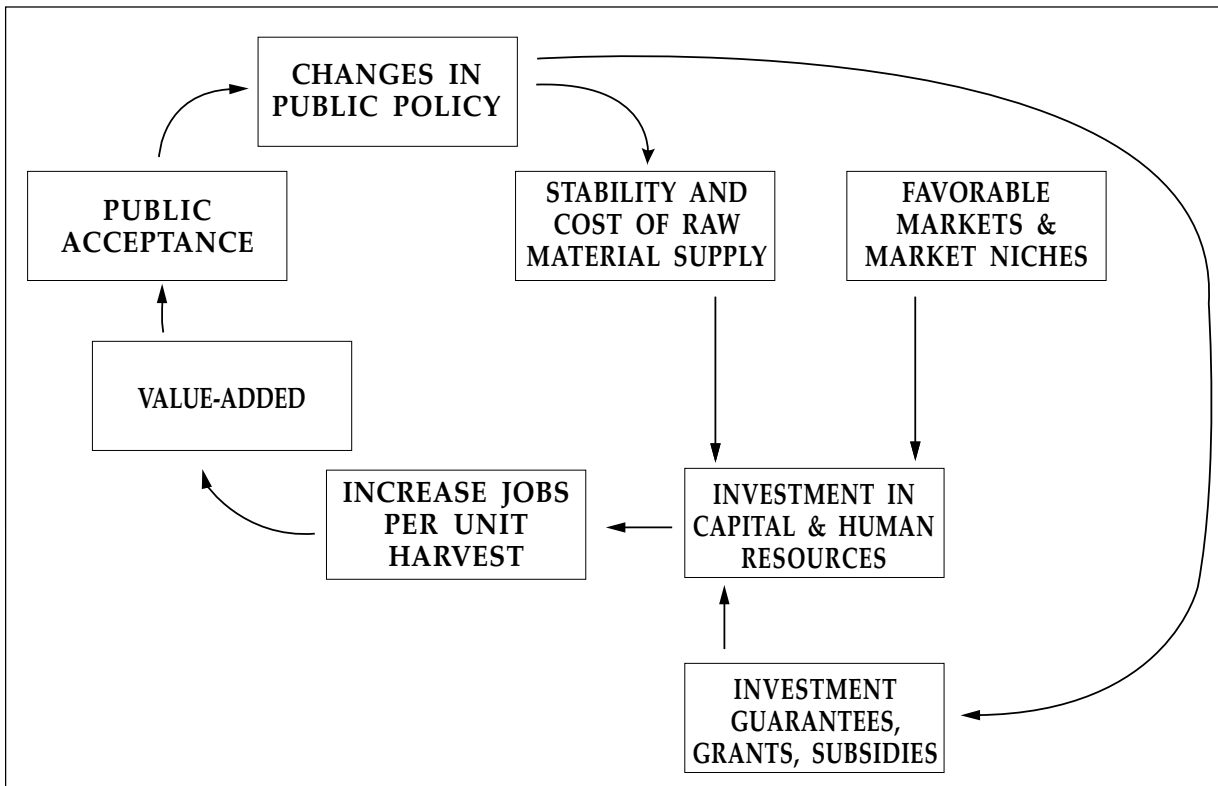 CHANGES IN
PUBLIC POLICY
PUBLIC
ACCEPTANCE
STABILITY AND
COST OF RAW
MATERIAL SUPPLY
FAVORABLE
MARKETS &
MARKET NICHES
VALUE-ADDED
INCREASE JOBS
PER UNIT
HARVEST
INVESTMENT IN
CAPITAL & HUMAN
RESOURCES
INVESTMENT
GUARANTEES,
GRANTS, SUBSIDIES